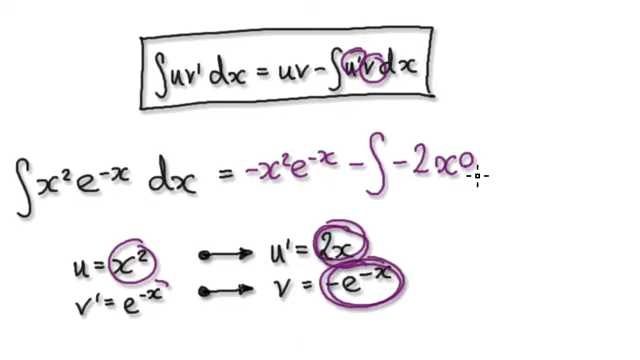 ∫uv' dx = uv - ∫u'v dx
∫x²e⁻ˣ dx = -x²e⁻ˣ - ∫-2x
u = x² → u' = 2x
v' = e⁻ˣ → v = -e⁻ˣ